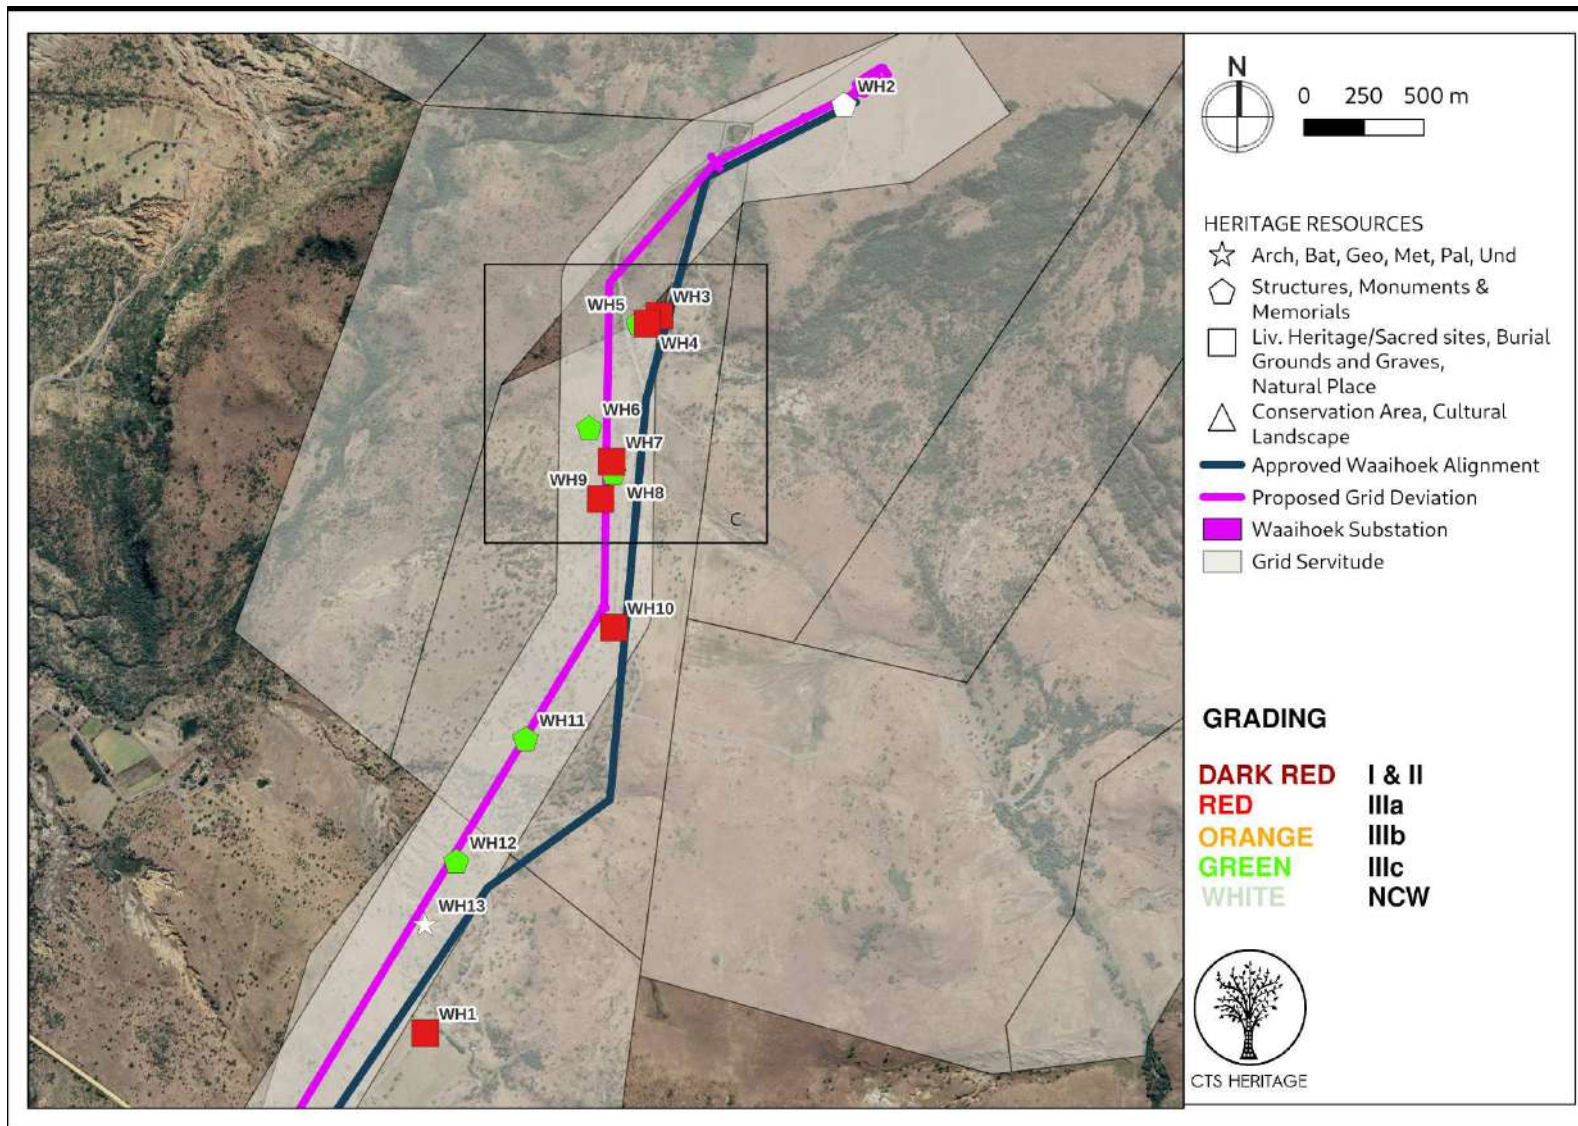 WH2
WH3
WH5
WH4
WH6
WH7
WH9
WH8
C
WH10
WH11
WH12
WH13
WH1
N
0 250 500 m
HERITAGE RESOURCES
Arch, Bat, Geo, Met, Pal, Und
Structures, Monuments &
Memorials
Liv. Heritage/Sacred sites, Burial
Grounds and Graves,
Natural Place
Conservation Area, Cultural
Landscape
Approved Waaihoek Alignment
Proposed Grid Deviation
Waaihoek Substation
Grid Servitude
GRADING
DARK RED I & II
RED IIIa
ORANGE IIIb
GREEN IIIc
WHITE NCW
CTS HERITAGE